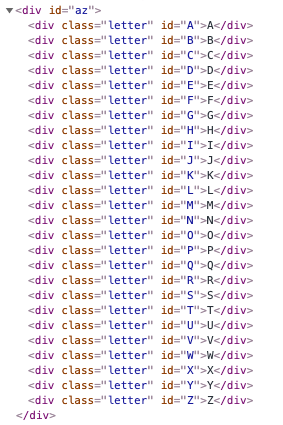 ▼<div id="az">
<div class="letter" id="A">A</div>
<div class="letter" id="B">B</div>
<div class="letter" id="C">C</div>
<div class="letter" id="D">D</div>
<div class="letter" id="E">E</div>
<div class="letter" id="F">F</div>
<div class="letter" id="G">G</div>
<div class="letter" id="H">H</div>
<div class="letter" id="I">I</div>
<div class="letter" id="J">J</div>
<div class="letter" id="K">K</div>
<div class="letter" id="L">L</div>
<div class="letter" id="M">M</div>
<div class="letter" id="N">N</div>
<div class="letter" id="O">O</div>
<div class="letter" id="P">P</div>
<div class="letter" id="Q">Q</div>
<div class="letter" id="R">R</div>
<div class="letter" id="S">S</div>
<div class="letter" id="T">T</div>
<div class="letter" id="U">U</div>
<div class="letter" id="V">V</div>
<div class="letter" id="W">W</div>
<div class="letter" id="X">X</div>
<div class="letter" id="Y">Y</div>
<div class="letter" id="Z">Z</div>
</div>